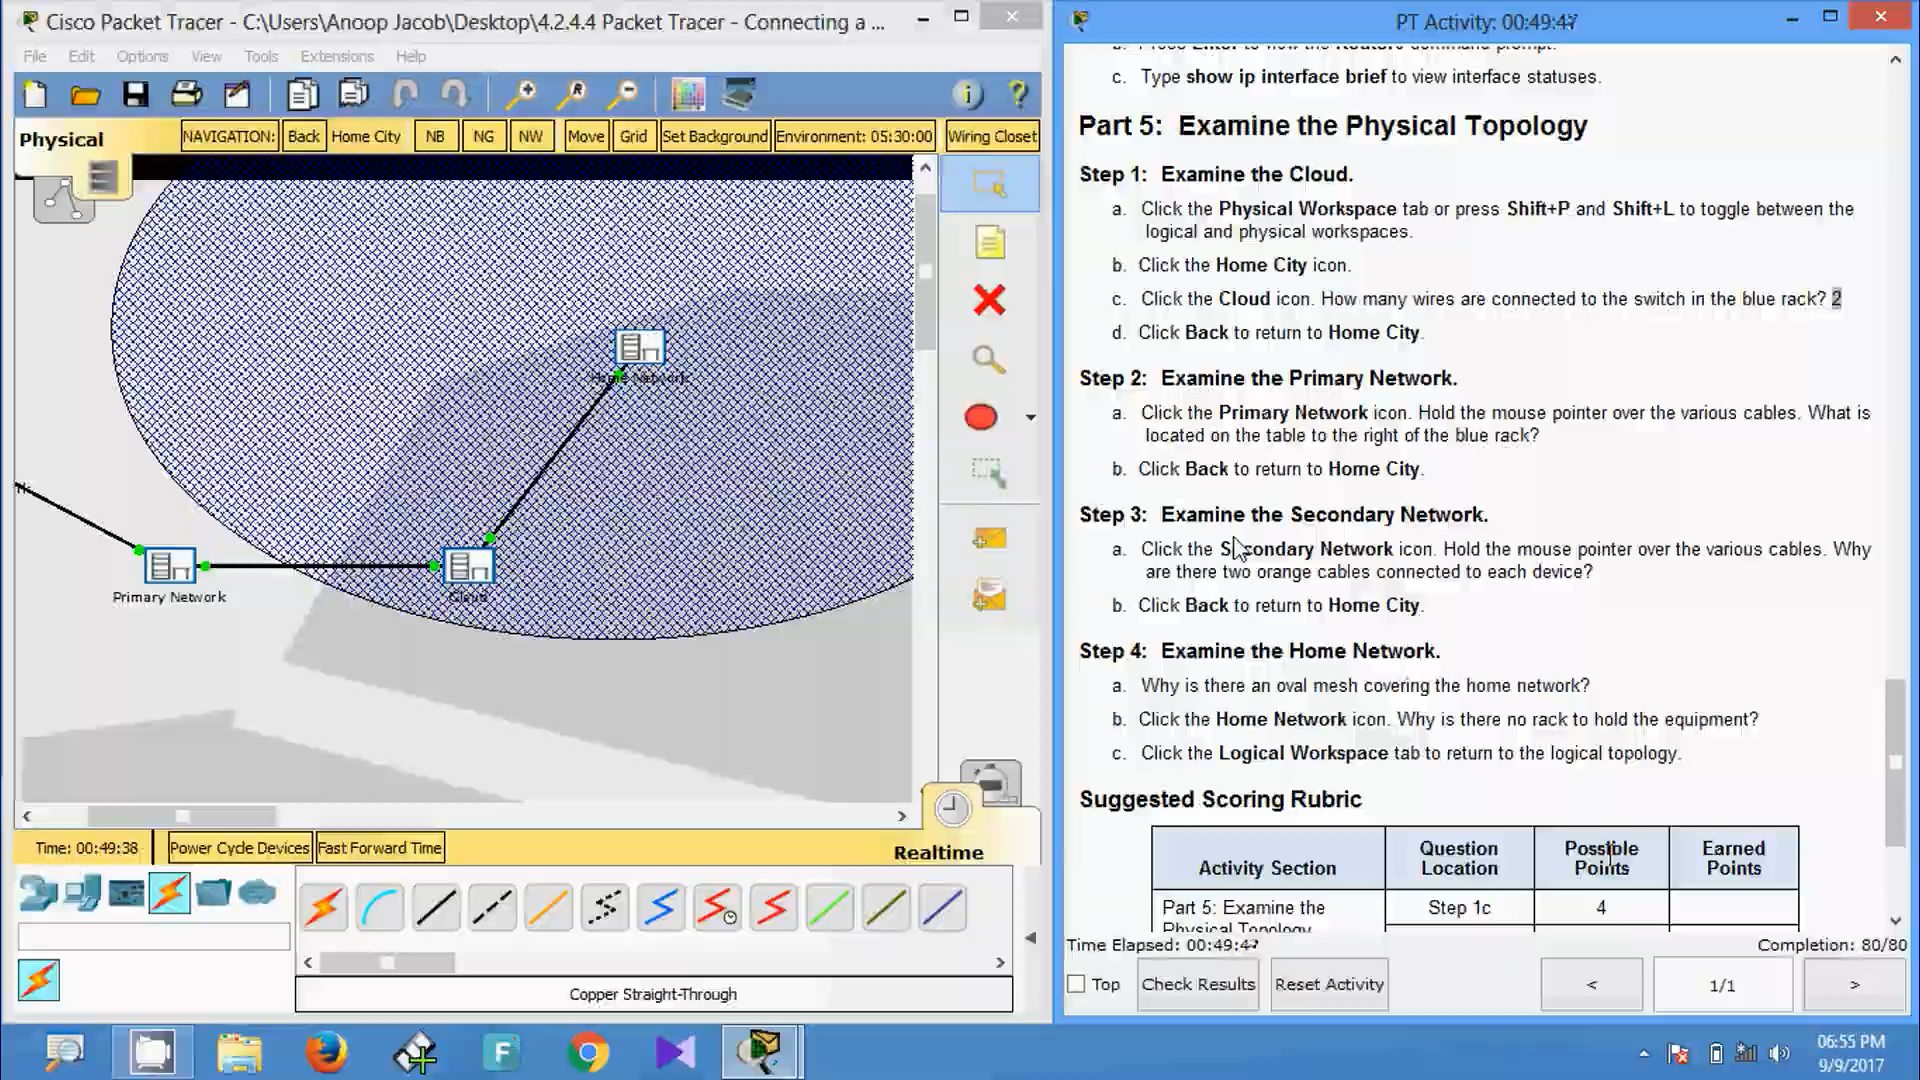 Cisco Packet Tracer - C:\Users\Anoop Jacob\Desktop\4.2.4.4 Packet Tracer - Connecting a ...
File Edit Options View Tools Extensions Help
Physical
NAVIGATION: Back Home City NB NG NW Move Grid Set Background Environment: 05:30:00 Wiring Closet
Home Network
Primary Network
Cloud
Time: 00:49:38 Power Cycle Devices Fast Forward Time
Realtime
Copper Straight-Through
PT Activity: 00:49:47
c. Type show ip interface brief to view interface statuses.
Part 5: Examine the Physical Topology
Step 1: Examine the Cloud.
a. Click the Physical Workspace tab or press Shift+P and Shift+L to toggle between the
logical and physical workspaces.
b. Click the Home City icon.
c. Click the Cloud icon. How many wires are connected to the switch in the blue rack? 2
d. Click Back to return to Home City.
Step 2: Examine the Primary Network.
a. Click the Primary Network icon. Hold the mouse pointer over the various cables. What is
located on the table to the right of the blue rack?
b. Click Back to return to Home City.
Step 3: Examine the Secondary Network.
a. Click the Secondary Network icon. Hold the mouse pointer over the various cables. Why
are there two orange cables connected to each device?
b. Click Back to return to Home City.
Step 4: Examine the Home Network.
a. Why is there an oval mesh covering the home network?
b. Click the Home Network icon. Why is there no rack to hold the equipment?
c. Click the Logical Workspace tab to return to the logical topology.
Suggested Scoring Rubric
Activity Section
Question Location
Possible Points
Earned Points
Part 5: Examine the Step 1c 4
Physical Topology
Time Elapsed: 00:49:47 Completion: 80/80
Top Check Results Reset Activity < 1/1 >
06:55 PM
9/9/2017